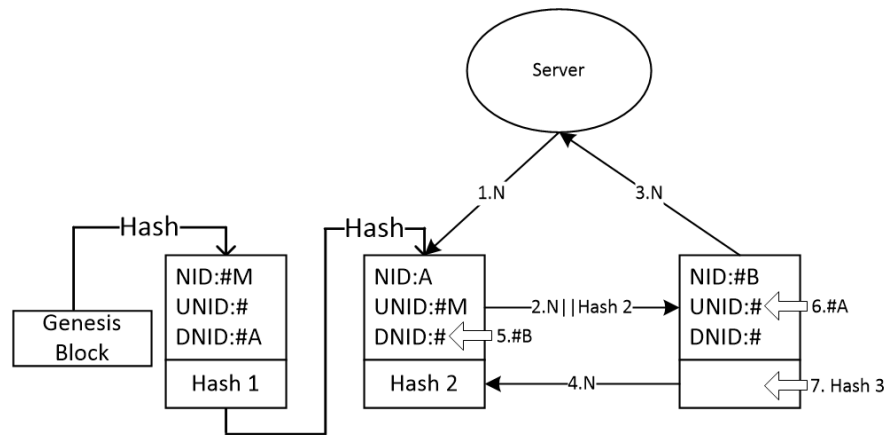 Server
1.N
3.N
Hash
Hash
Genesis
Block
NID:#M
UNID:#
DNID:#A
Hash 1
NID:A
UNID:#M
DNID:#
5.#B
Hash 2
2.N||Hash 2
4.N
NID:#B
UNID:#
6.#A
DNID:#
7. Hash 3